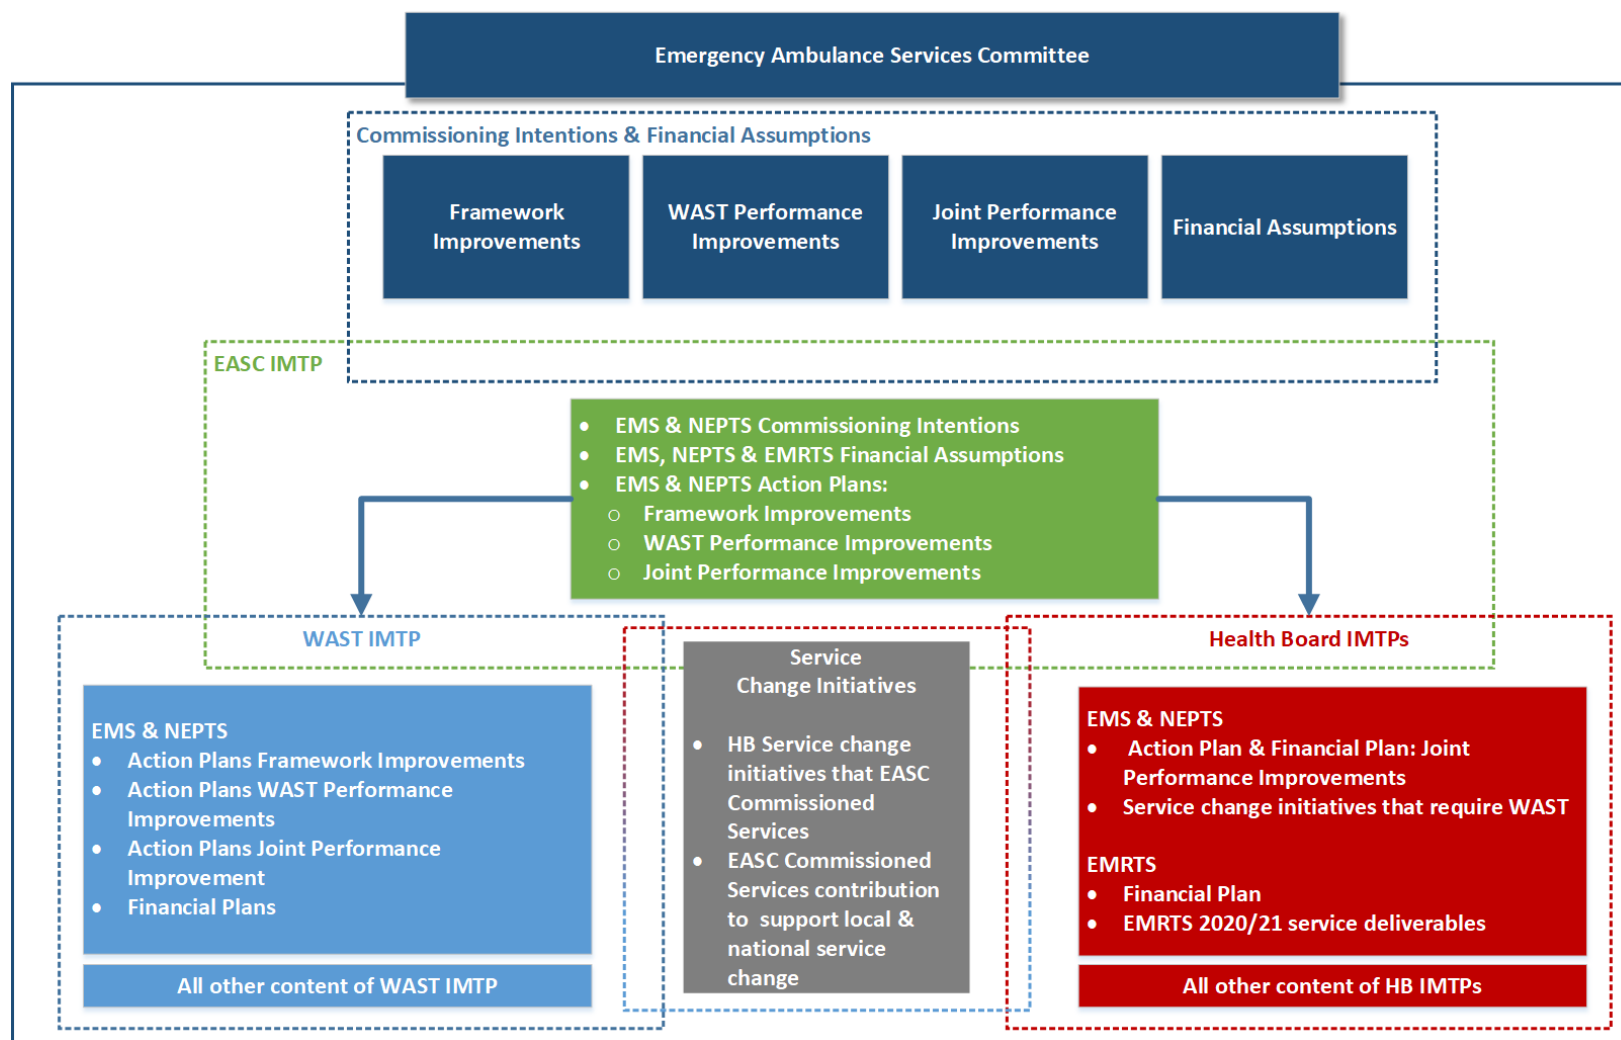 Emergency Ambulance Services Committee
Commissioning Intentions & Financial Assumptions
Framework
Improvements
WAST Performance
Improvements
Joint Performance
Improvements
Financial Assumptions
EASC IMTP
• EMS & NEPTS Commissioning Intentions
• EMS, NEPTS & EMRTS Financial Assumptions
• EMS & NEPTS Action Plans:
o Framework Improvements
o WAST Performance Improvements
o Joint Performance Improvements
WAST IMTP
EMS & NEPTS
• Action Plans Framework Improvements
• Action Plans WAST Performance
Improvements
• Action Plans Joint Performance
Improvement
• Financial Plans
All other content of WAST IMTP
Service
Change Initiatives
• HB Service change
initiatives that EASC
Commissioned
Services
• EASC Commissioned
Services contribution
to support local &
national service
change
Health Board IMTPs
EMS & NEPTS
• Action Plan & Financial Plan: Joint
Performance Improvements
• Service change initiatives that require WAST
EMRTS
• Financial Plan
• EMRTS 2020/21 service deliverables
All other content of HB IMTPs